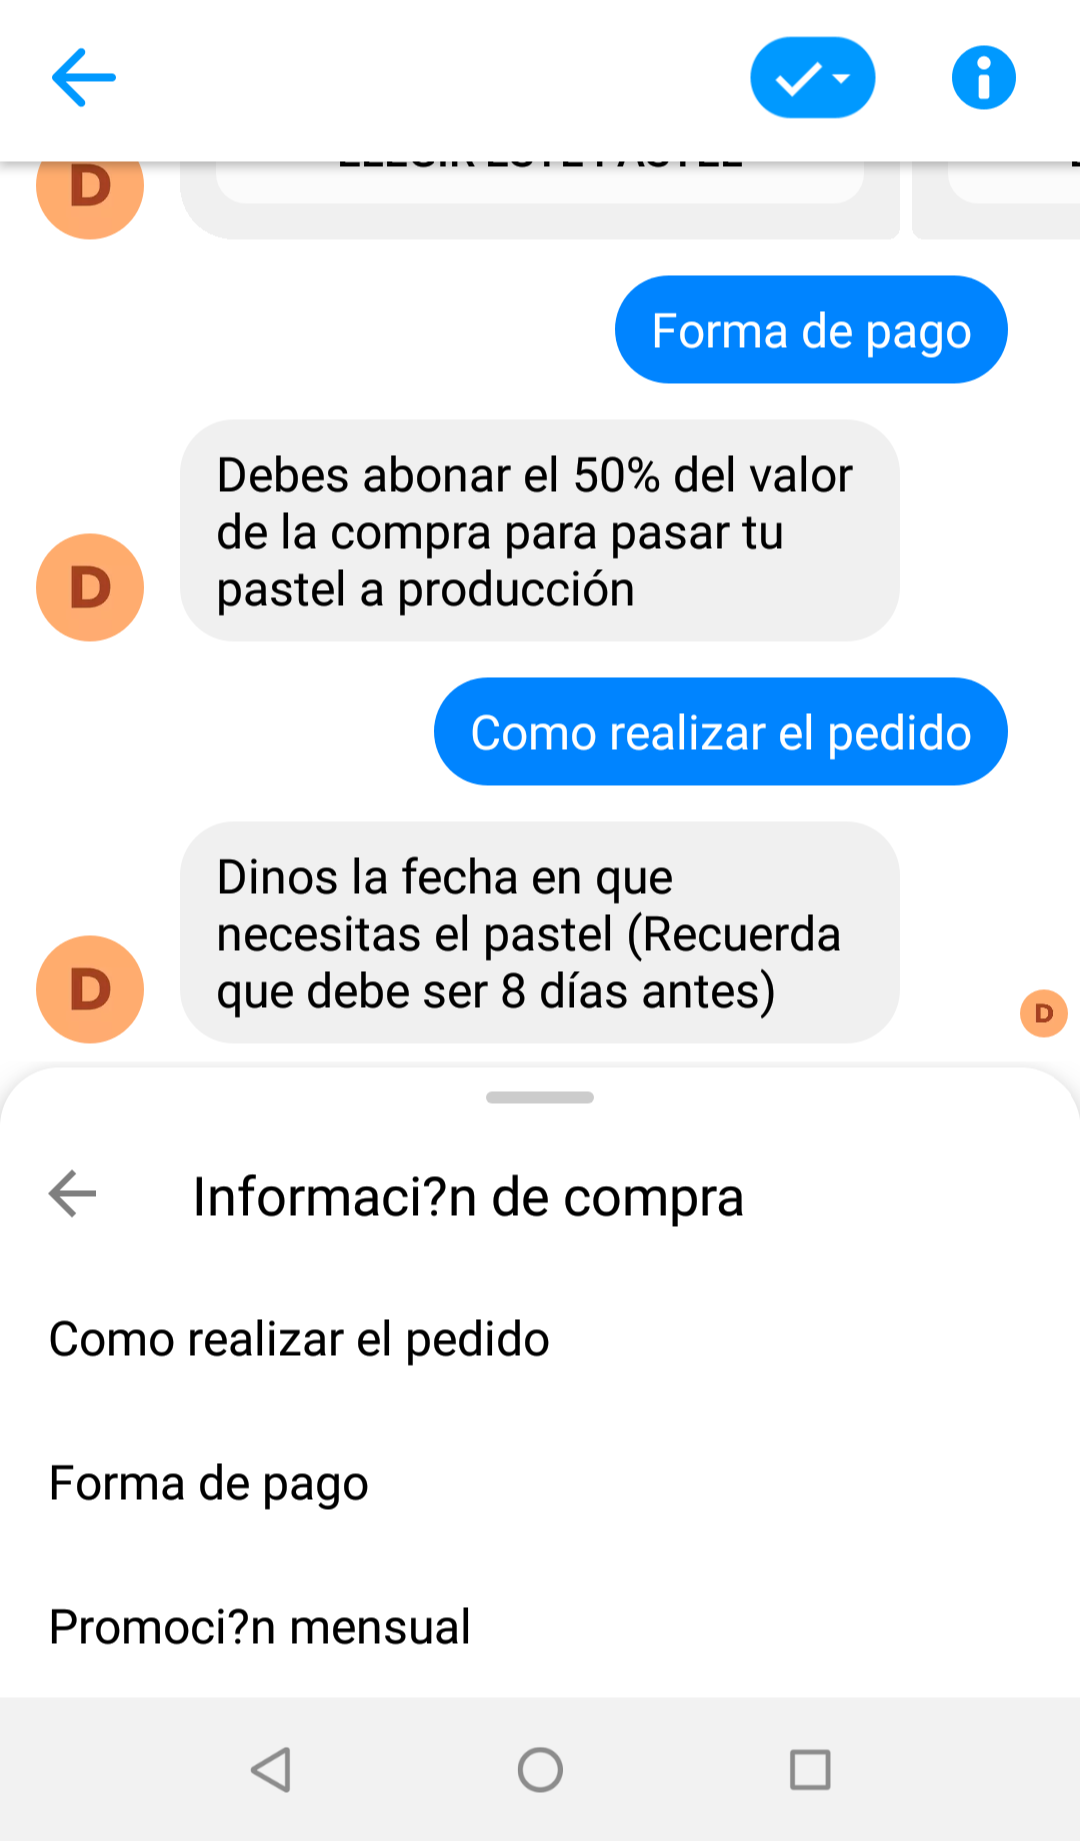 D
Forma de pago
Debes abonar el 50% del valor
de la compra para pasar tu
pastel a producción
D
Como realizar el pedido
Dinos la fecha en que
necesitas el pastel (Recuerda
que debe ser 8 días antes)
D
D
Informaci?n de compra
Como realizar el pedido
Forma de pago
Promoci?n mensual